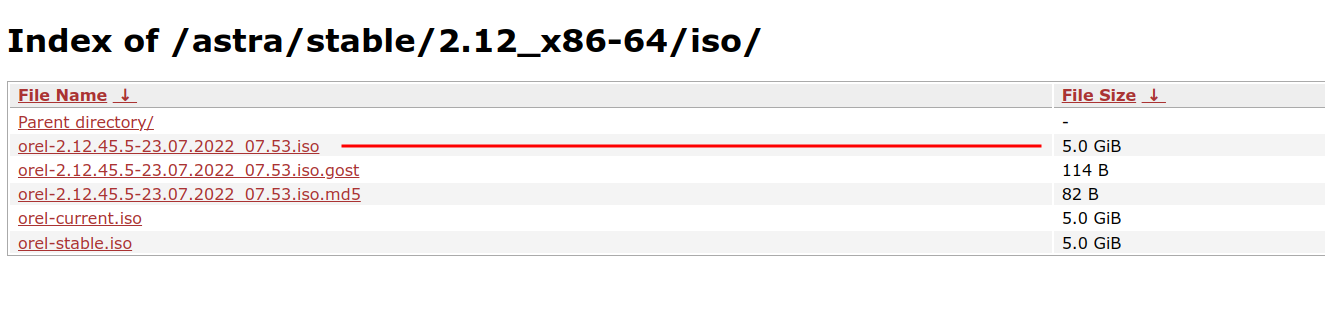 Index of /astra/stable/2.12_x86-64/iso/
File Name ↓ File Size ↓
Parent directory/ -
orel-2.12.45.5-23.07.2022_07.53.iso 5.0 GiB
orel-2.12.45.5-23.07.2022_07.53.iso.gost 114 B
orel-2.12.45.5-23.07.2022_07.53.iso.md5 82 B
orel-current.iso 5.0 GiB
orel-stable.iso 5.0 GiB